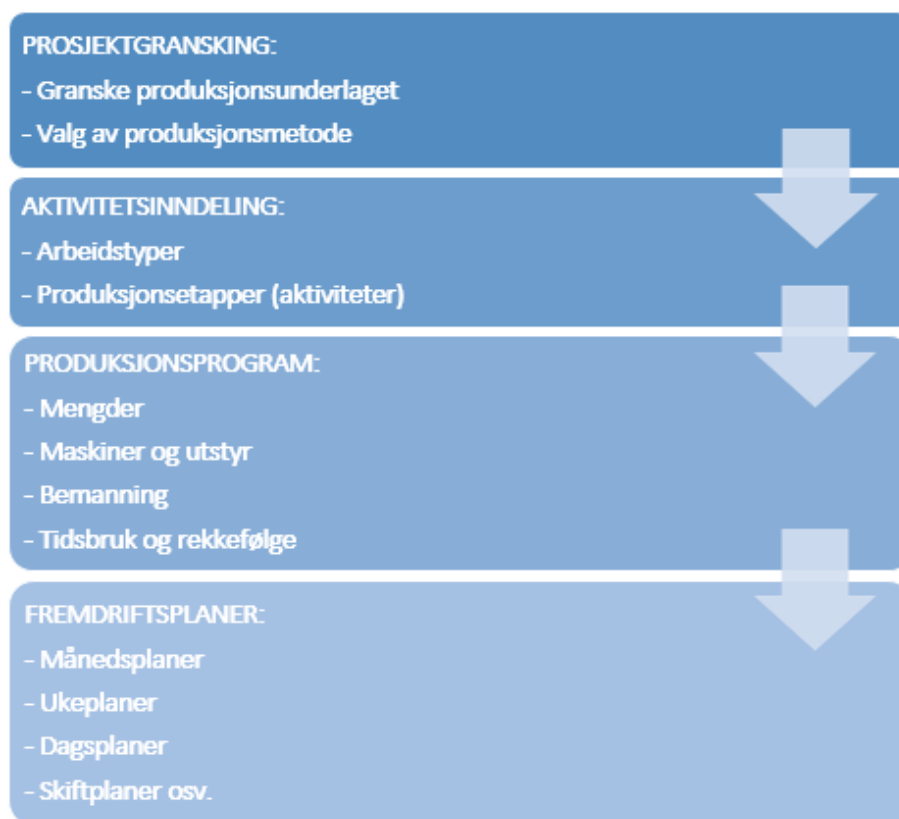 PROSJEKTGRANSKING:
- Granske produksjonsunderlaget
- Valg av produksjonsmetode
AKTIVITETSINNDELING:
- Arbeidstyper
- Produksjonsetapper (aktiviteter)
PRODUKSJONSPROGRAM:
- Mengder
- Maskiner og utstyr
- Bemanning
- Tidsbruk og rekkefølge
FREMDRIFTSPLANER:
- Månedsplaner
- Ukeplaner
- Dagsplaner
- Skiftplaner osv.